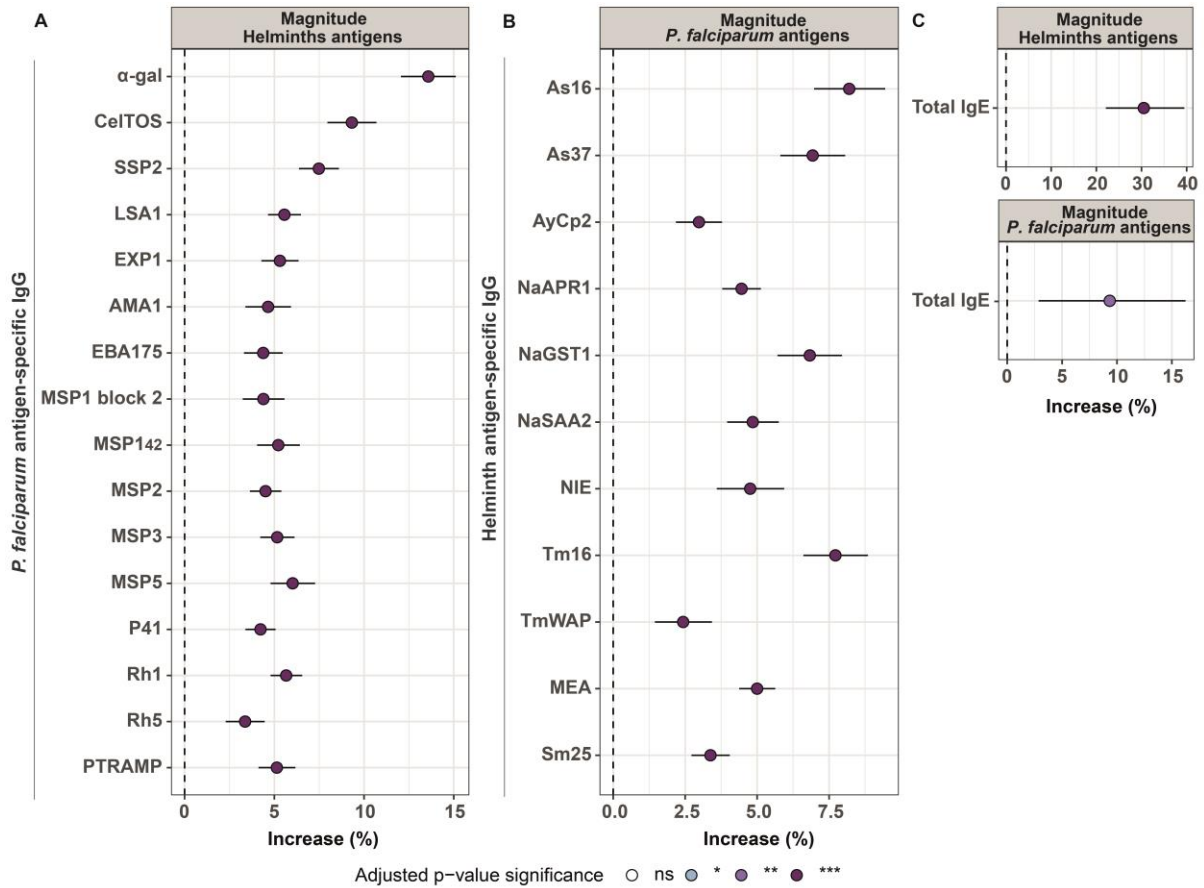 A
Magnitude
Helminths antigens
P. falciparum antigen-specific IgG
α-gal
CelTOS
SSP2
LSA1
EXP1
AMA1
EBA175
MSP1 block 2
MSP142
MSP2
MSP3
MSP5
P41
Rh1
Rh5
PTRAMP
0 5 10 15
Increase (%)
B
Magnitude
P. falciparum antigens
Helminth antigen-specific IgG
As16
As37
AyCp2
NaAPR1
NaGST1
NaSAA2
NIE
Tm16
TmWAP
MEA
Sm25
0.0 2.5 5.0 7.5
Increase (%)
C
Magnitude
Helminths antigens
Total IgE
0 10 20 30 40
Magnitude
P. falciparum antigens
Total IgE
0 5 10 15
Increase (%)
Adjusted p−value significance ns * ** ***